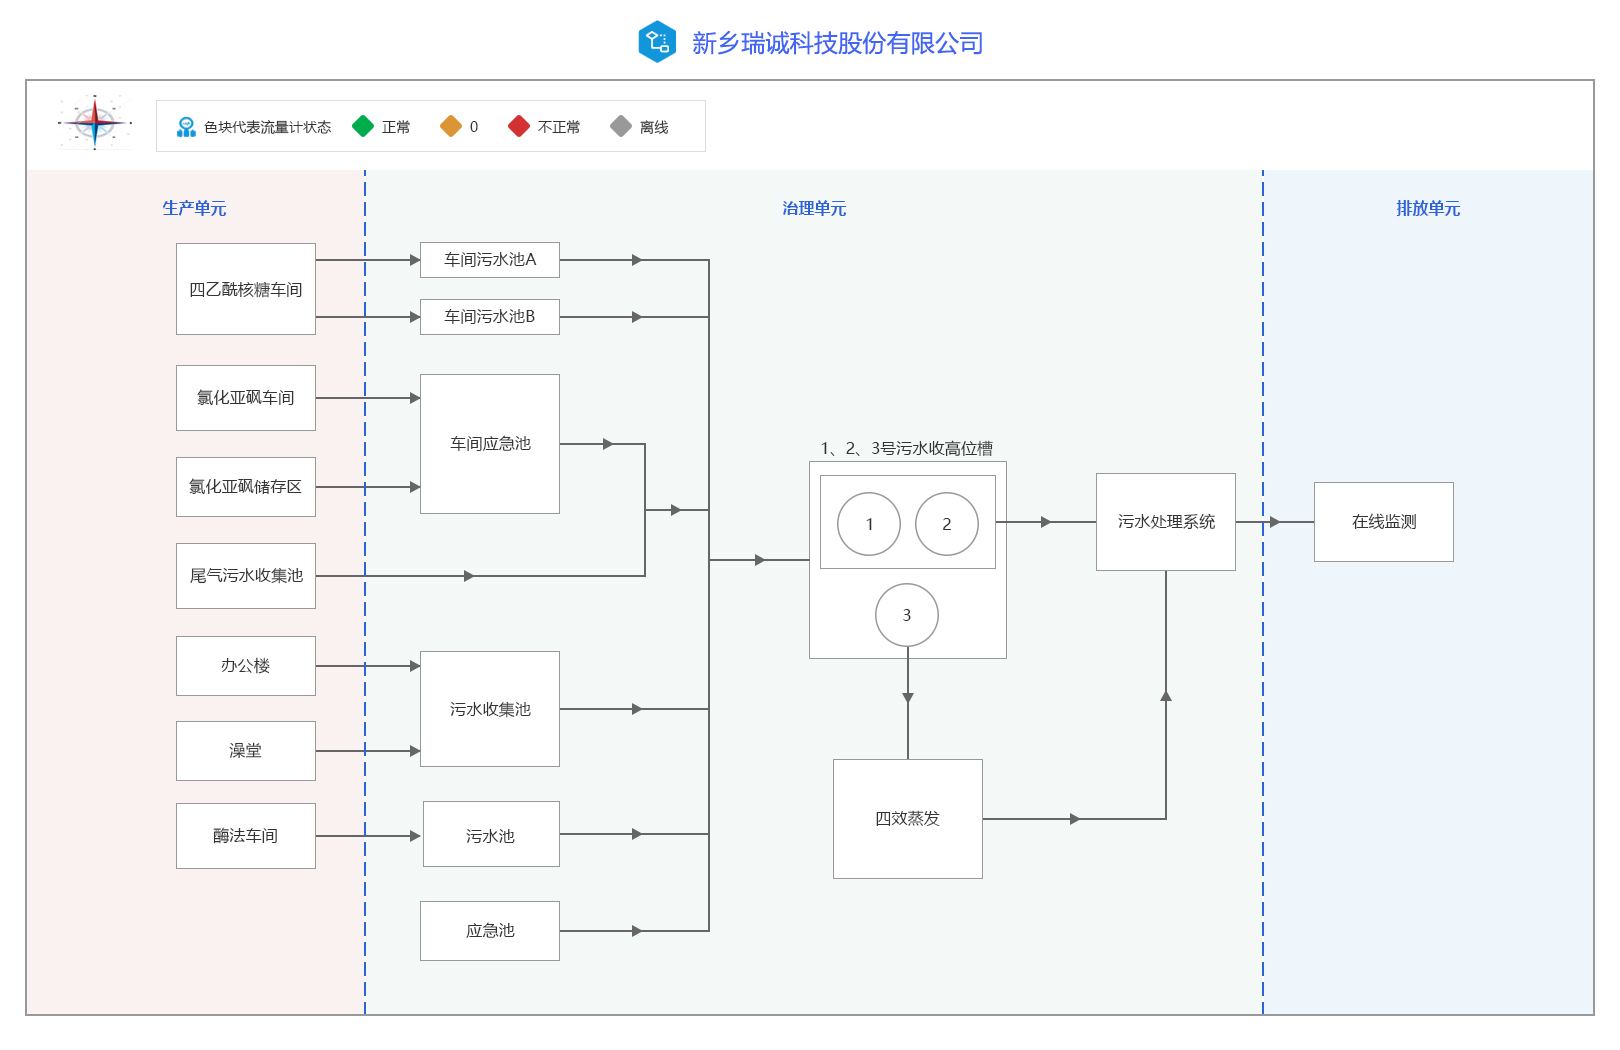 新乡瑞诚科技股份有限公司
色块代表流量计状态 正常 0 不正常 离线
生产单元 治理单元 排放单元
四乙酰核糖车间
车间污水池A
车间污水池B
氯化亚砜车间
车间应急池
氯化亚砜储存区
尾气污水收集池
办公楼
污水收集池
澡堂
酶法车间
污水池
应急池
1、2、3号污水收高位槽
1 2
3
污水处理系统
四效蒸发
在线监测